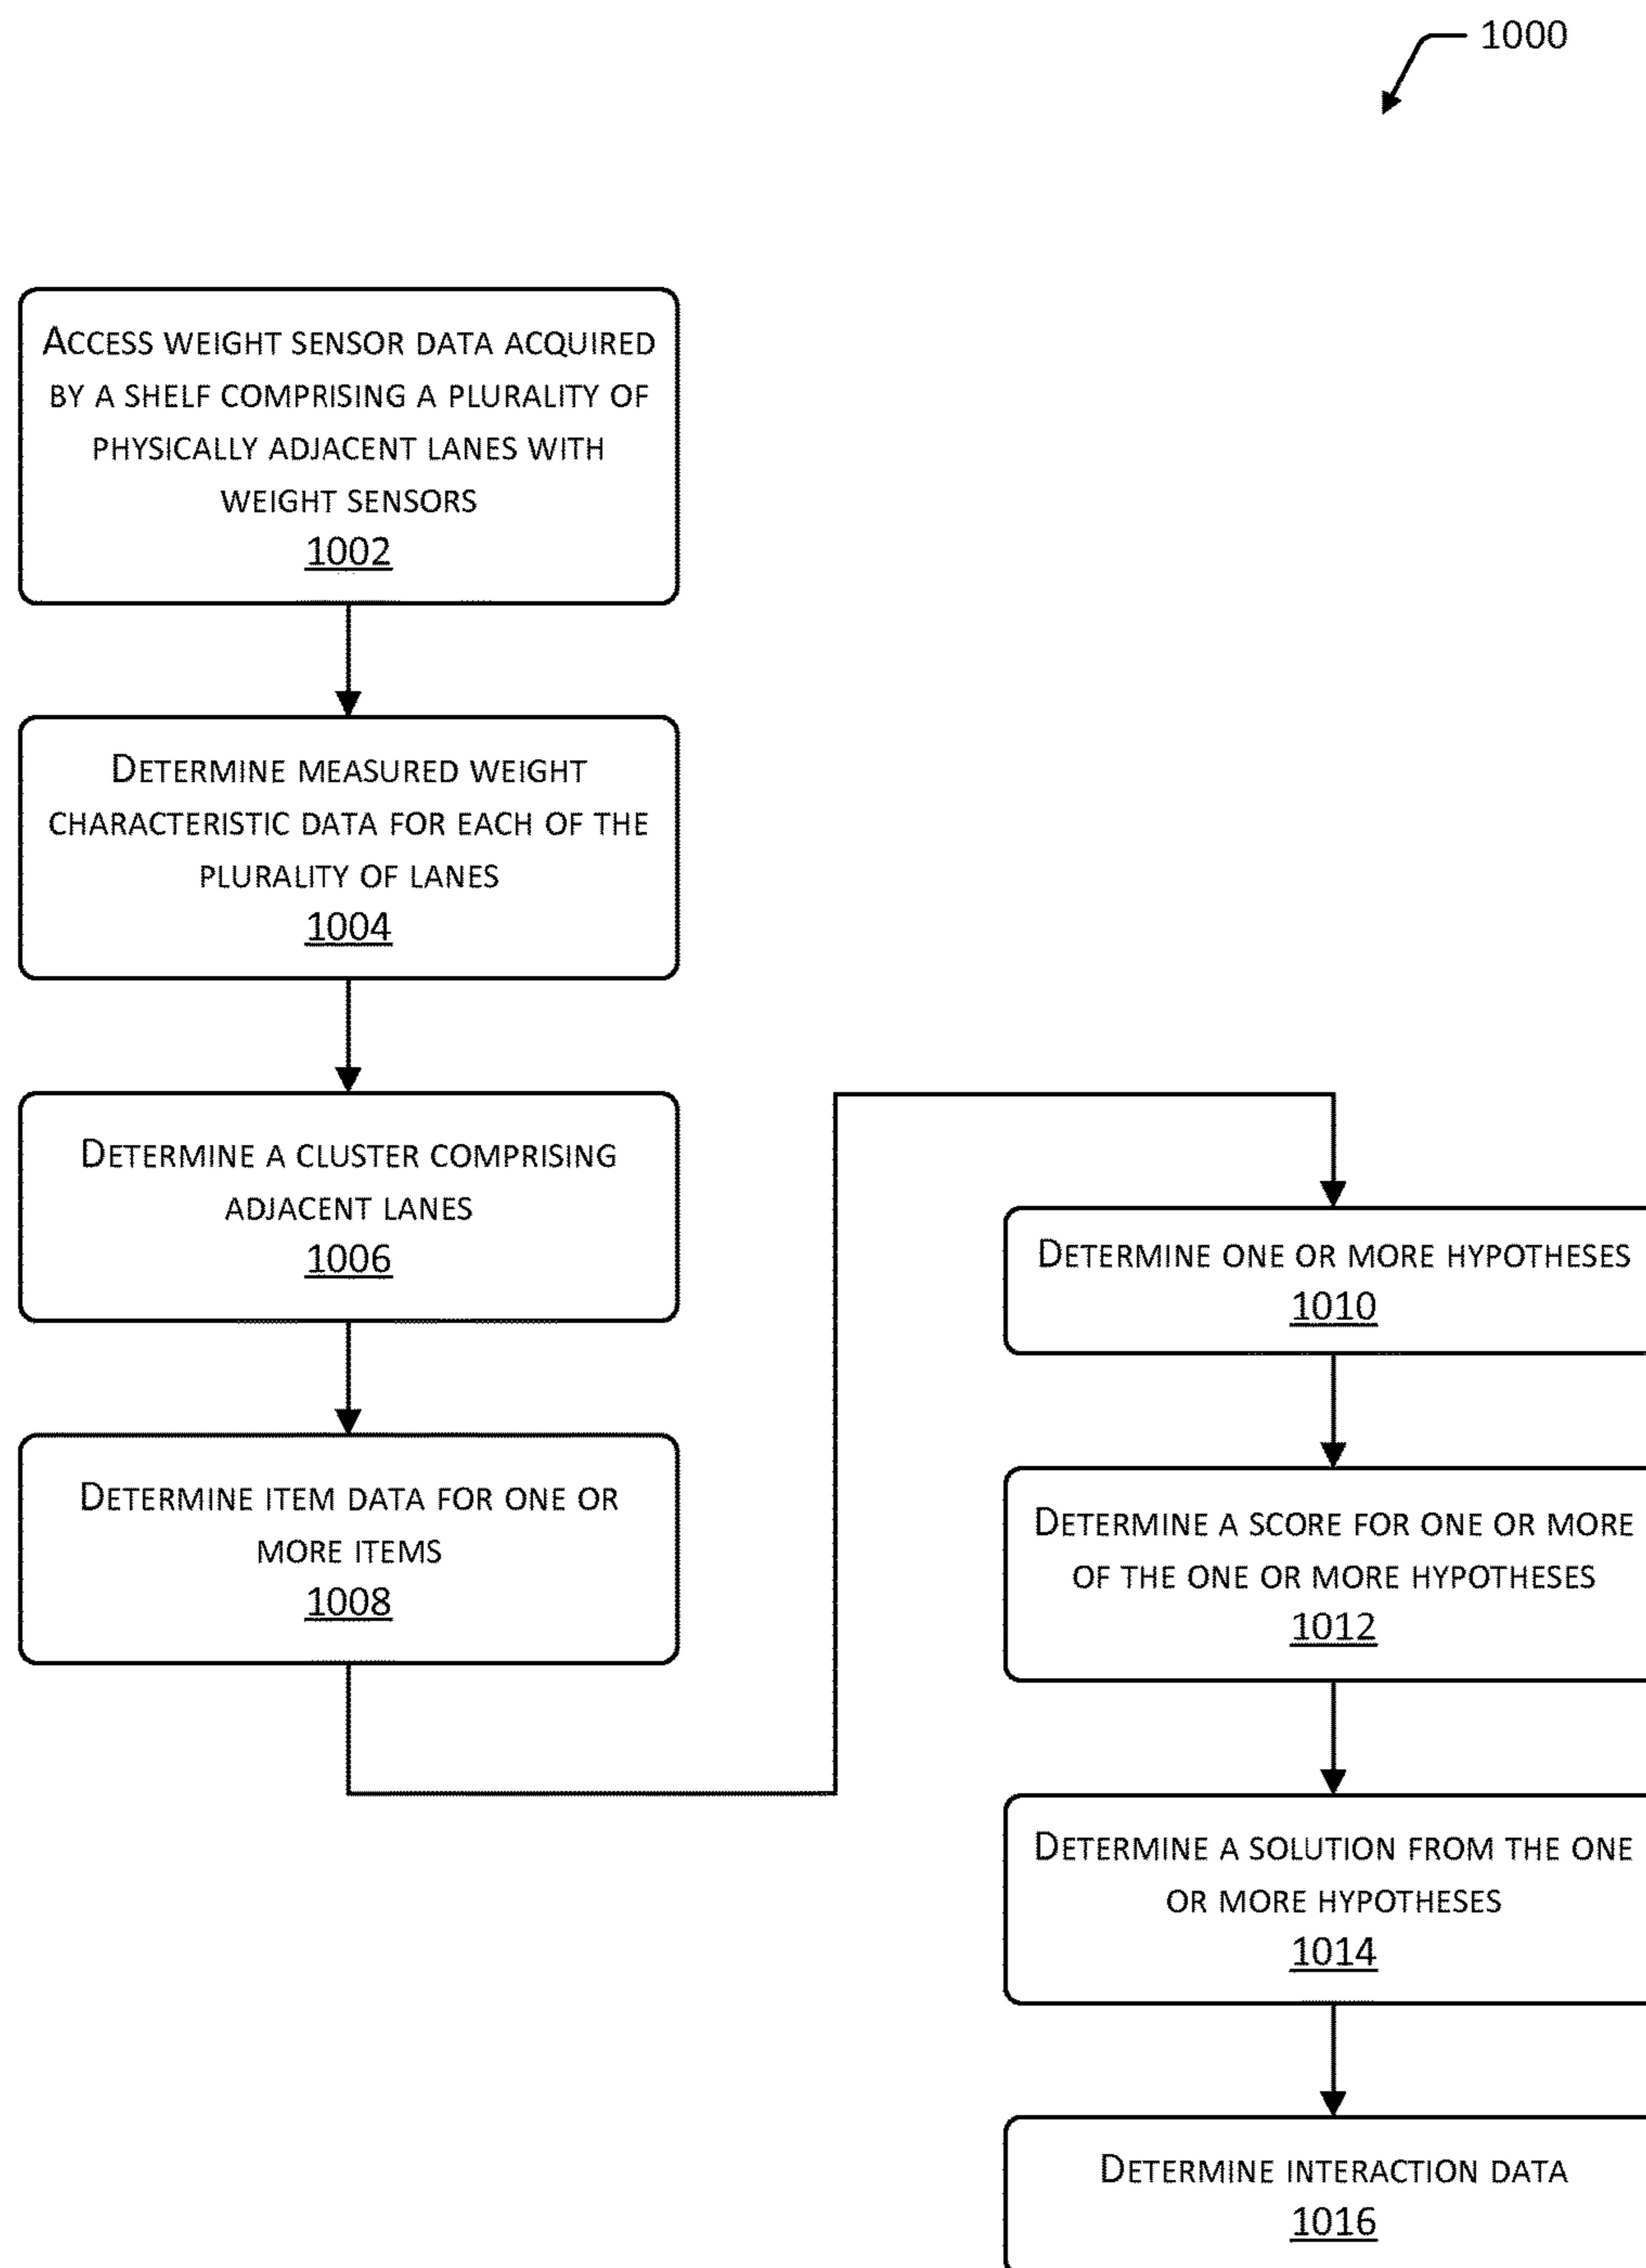 1000
ACCESS WEIGHT SENSOR DATA ACQUIRED
BY A SHELF COMPRISING A PLURALITY OF
PHYSICALLY ADJACENT LANES WITH
WEIGHT SENSORS
1002
DETERMINE MEASURED WEIGHT
CHARACTERISTIC DATA FOR EACH OF THE
PLURALITY OF LANES
1004
DETERMINE A CLUSTER COMPRISING
ADJACENT LANES
1006
DETERMINE ITEM DATA FOR ONE OR
MORE ITEMS
1008
DETERMINE ONE OR MORE HYPOTHESES
1010
DETERMINE A SCORE FOR ONE OR MORE
OF THE ONE OR MORE HYPOTHESES
1012
DETERMINE A SOLUTION FROM THE ONE
OR MORE HYPOTHESES
1014
DETERMINE INTERACTION DATA
1016